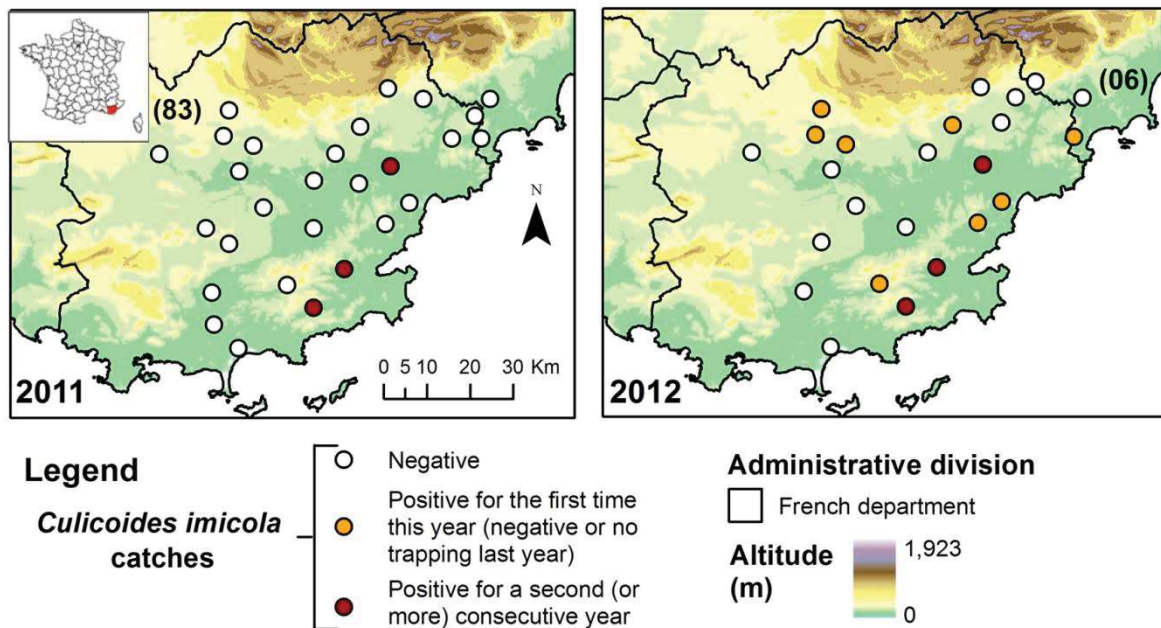 (83)
N
2011
0 5 10 20 30 Km
(06)
2012
Legend
Culicoides imicola
catches
Negative
Positive for the first time
this year (negative or no
trapping last year)
Positive for a second (or
more) consecutive year
Administrative division
French department
Altitude
(m)
1,923
0